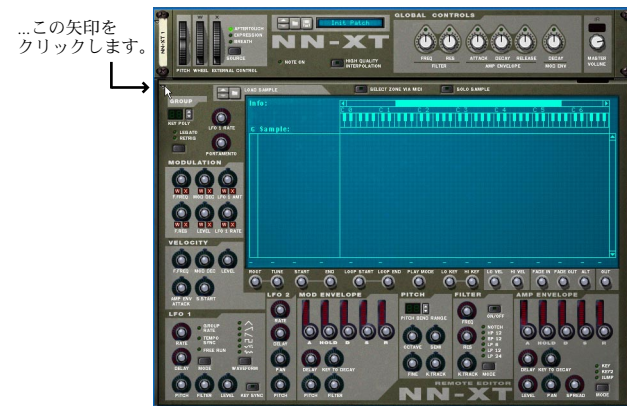 ...この矢印を
クリックします。
AFTERTOUCH
EXPRESSION
BREATH
SOURCE
PITCH WHEEL EXTERNAL CONTROL
Init Patch
NN-XT
NOTE ON
HIGH QUALITY
INTERPOLATION
GLOBAL CONTROLS
FREQ RES ATTACK DECAY RELEASE DECAY
FILTER AMP ENVELOPE MOD ENV
MASTER
VOLUME
LOAD SAMPLE
SELECT ZONE VIA MIDI
SOLO SAMPLE
GROUP
KEY POLY
LFO 1 RATE
LEGATO
RETRIG
PORTAMENTO
Info:
G Sample:
C 0 C 1 C 2 C 3 C 4 C 5 C 6
MODULATION
W X W X W X
F.FREQ MOD DEC LFO 1 AMT
W X W X W X
F.RES LEVEL LFO 1 RATE
VELOCITY
F.FREQ MOD DEC LEVEL
AMP ENV
ATTACK
S.START
ROOT TUNE START END LOOP START LOOP END PLAY MODE LO KEY HI KEY LO VEL HI VEL FADE IN FADE OUT ALT OUT
LFO 1
RATE
GROUP
RATE
TEMPO
SYNC
FREE RUN
DELAY MODE WAVEFORM
PITCH FILTER LEVEL KEY SYNC
LFO 2
RATE
DELAY
PAN
PITCH
MOD ENVELOPE
A HOLD D S R
DELAY KEY TO DECAY
PITCH FILTER
PITCH
PITCH BEND RANGE
OCTAVE SEMI
FINE K.TRACK
FILTER
FREQ
ON/OFF
RES
NOTCH
HP 12
BP 12
LP 6
LP 12
LP 24
K.TRACK MODE
AMP ENVELOPE
A HOLD D S R
DELAY KEY TO DECAY
LEVEL PAN SPREAD
KEY
KEY2
JUMP
MODE
REMOTE EDITOR
NN-XT